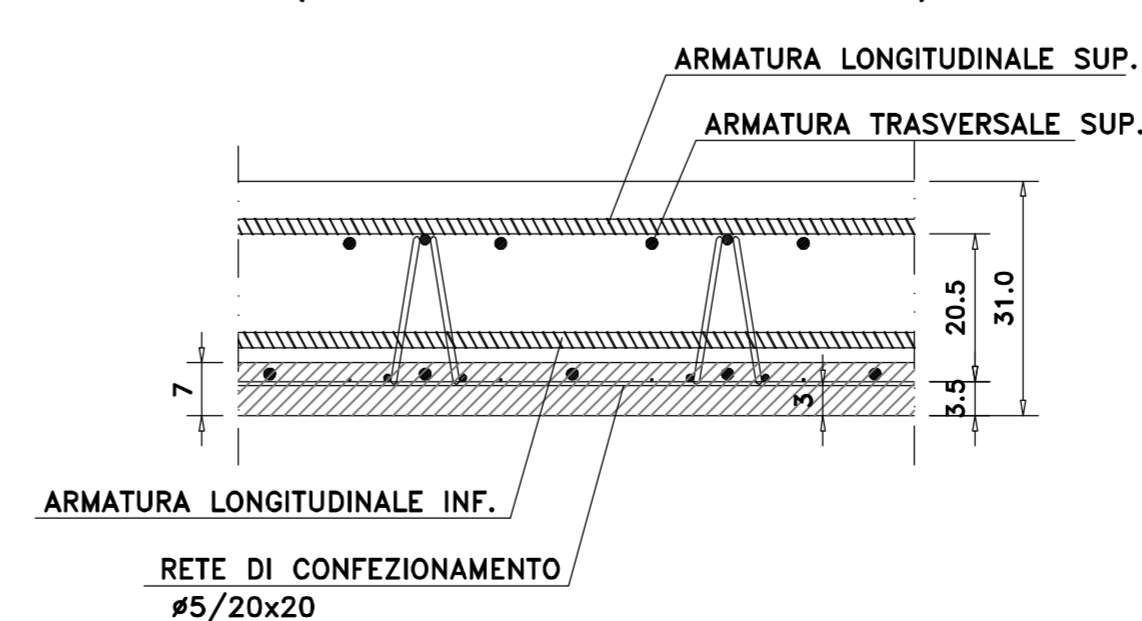 ARMATURA LONGITUDINALE SUP.
ARMATURA TRASVERSALE SUP.
20.5
31.0
7
3
3.5
ARMATURA LONGITUDINALE INF.
RETE DI CONFEZIONAMENTO
ø5/20x20